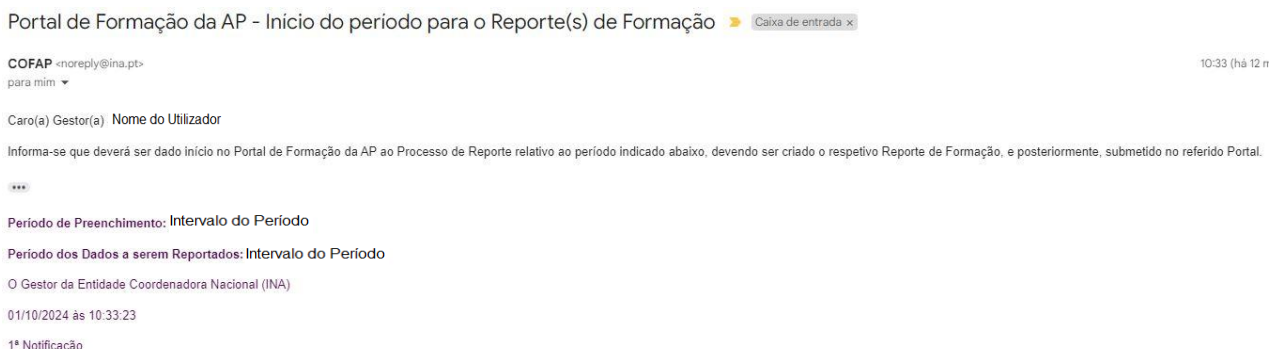 Portal de Formação da AP - Início do período para o Reporte(s) de Formação Caixa de entrada x
COFAP <noreply@ina.pt> 10:33 (há 12 m
para mim
Caro(a) Gestor(a) Nome do Utilizador
Informa-se que deverá ser dado início no Portal de Formação da AP ao Processo de Reporte relativo ao período indicado abaixo, devendo ser criado o respetivo Reporte de Formação, e posteriormente, submetido no referido Portal.
•••
Período de Preenchimento: Intervalo do Período
Período dos Dados a serem Reportados: Intervalo do Período
O Gestor da Entidade Coordenadora Nacional (INA)
01/10/2024 às 10:33:23
1ª Notificação